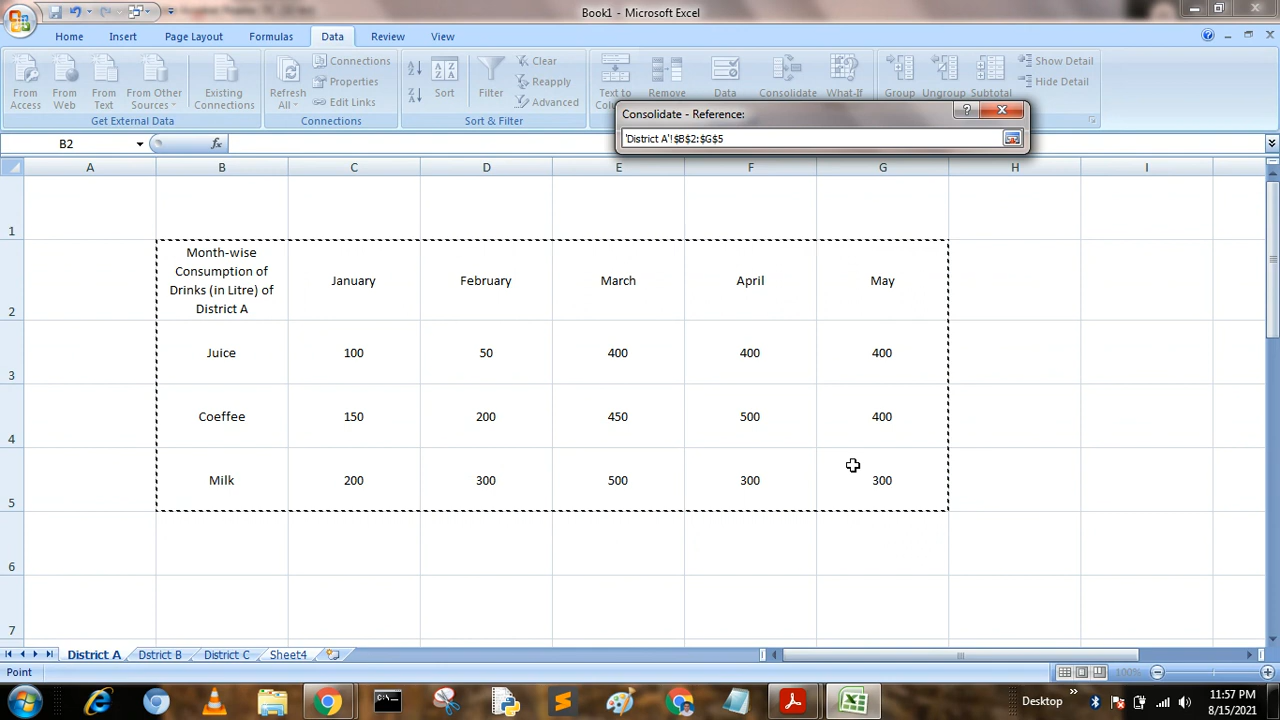 Book1 - Microsoft Excel
Home Insert Page Layout Formulas Data Review View
From Access
From Web
From Text
From Other Sources
Existing Connections
Get External Data
Refresh All
Connections
Properties
Edit Links
Connections
Sort
Filter
Clear
Reapply
Advanced
Sort & Filter
Text to
Remove
Data
Consolidate
What-If
Group
Ungroup
Subtotal
Show Detail
Hide Detail
Consolidate - Reference:
'District A'!$B$2:$G$5
B2
fx
A B C D E F G H I
1
2
Month-wise
Consumption of
Drinks (in Litre) of
District A
January February March April May
3 Juice 100 50 400 400 400
4 Coeffee 150 200 450 500 400
5 Milk 200 300 500 300 300
6
7
District A Dstrict B District C Sheet4
Point
100%
Desktop
11:57 PM
8/15/2021